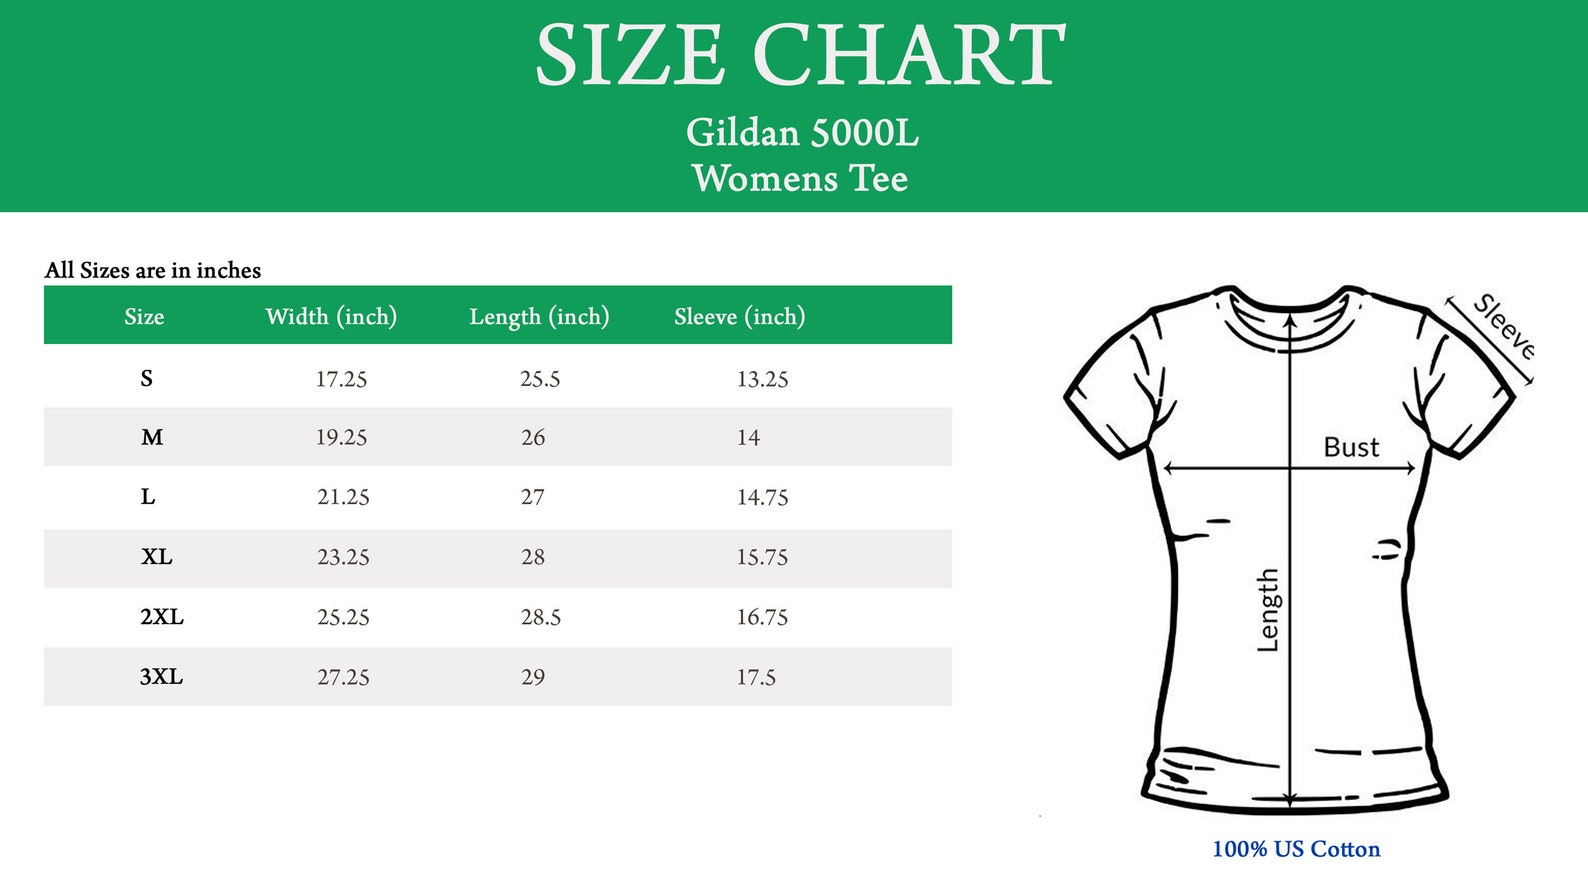 SIZE CHART
Gildan 5000L
Womens Tee
All Sizes are in inches
Size Width (inch) Length (inch) Sleeve (inch)
S 17.25 25.5 13.25
M 19.25 26 14
L 21.25 27 14.75
XL 23.25 28 15.75
2XL 25.25 28.5 16.75
3XL 27.25 29 17.5
Sleeve
Bust
Length
100% US Cotton